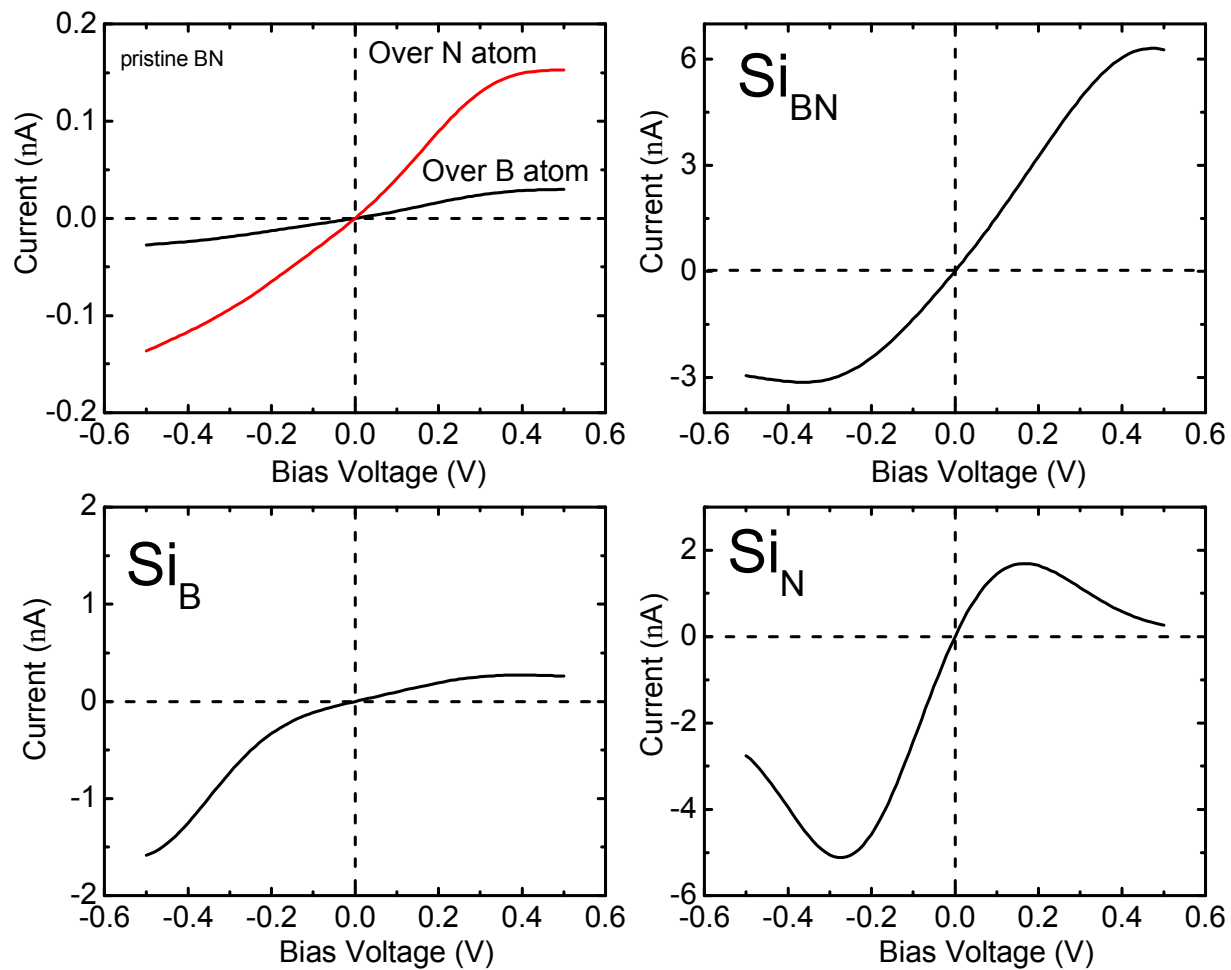 0.2
pristine BN
Over N atom
0.1
Over B atom
0.0
-0.1
-0.2
Current (nA)
-0.6 -0.4 -0.2 0.0 0.2 0.4 0.6
Bias Voltage (V)
6
Si_BN
3
0
-3
Current (nA)
-0.6 -0.4 -0.2 0.0 0.2 0.4 0.6
Bias Voltage (V)
2
Si_B
1
0
-1
-2
Current (nA)
-0.6 -0.4 -0.2 0.0 0.2 0.4 0.6
Bias Voltage (V)
Si_N
2
0
-2
-4
-6
Current (nA)
-0.6 -0.4 -0.2 0.0 0.2 0.4 0.6
Bias Voltage (V)